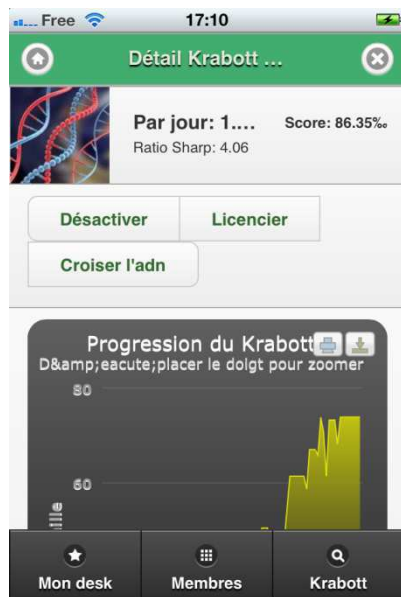 Free 17:10
Détail Krabott ...
Par jour: 1.... Score: 86.35‰
Ratio Sharp: 4.06
Désactiver Licencier
Croiser l'adn
Progression du Krabott
D&amp;eacute;placer le doigt pour zoomer
80
60
Mon desk Membres Krabott